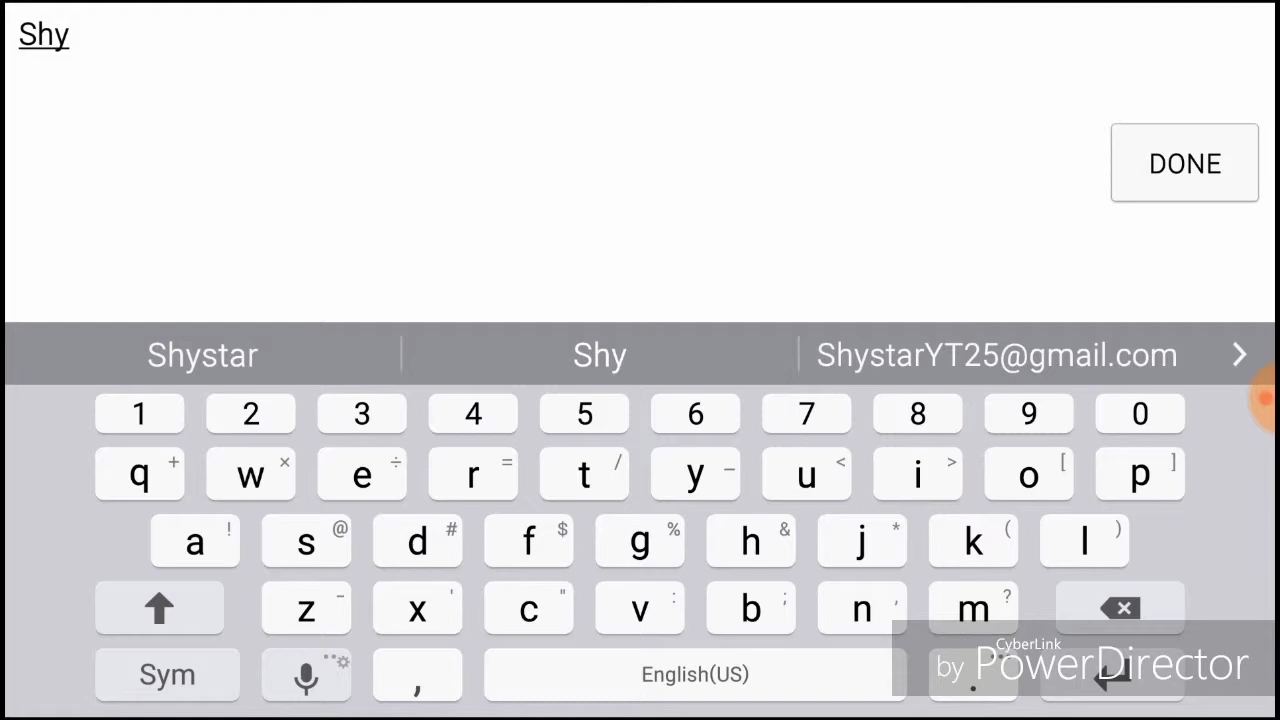 Shy
DONE
Shystar Shy ShystarYT25@gmail.com >
1 2 3 4 5 6 7 8 9 0
q + w × e ÷ r = t / y _ u < i > o [ p ]
a ! s @ d # f $ g % h & j * k ( l )
z - x ' c " v : b ; n , m ?
Sym , English(US) .
CyberLink
by PowerDirector